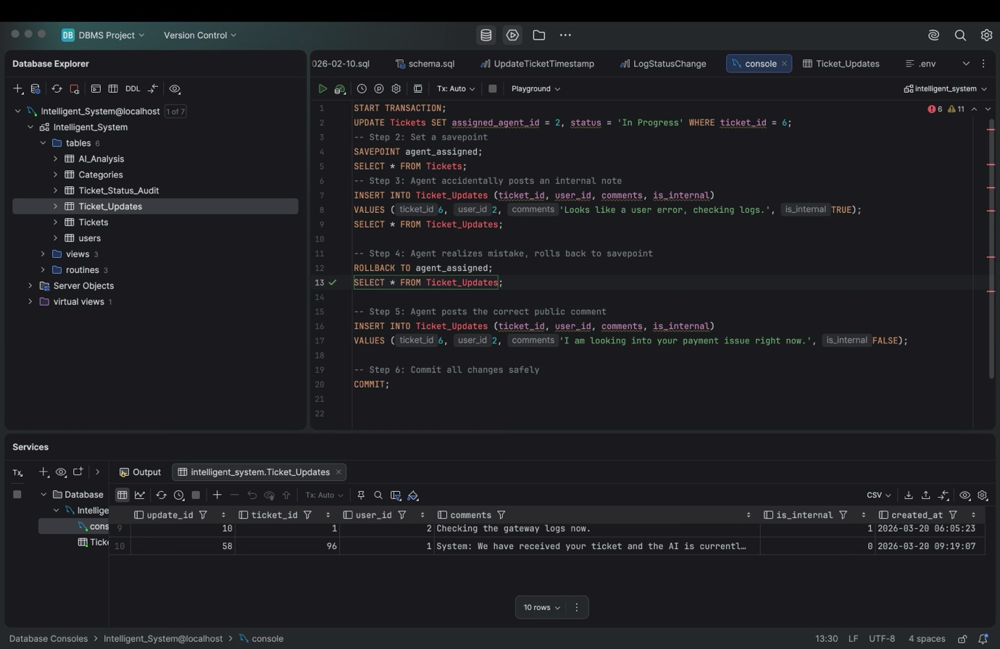 DB DBMS Project Version Control
Database Explorer
026-02-10.sql schema.sql UpdateTicketTimestamp LogStatusChange console Ticket_Updates .env
DDL
Tx: Auto Playground intelligent_system
Intelligent_System@localhost 1 of 7
Intelligent_System
tables 6
AI_Analysis
Categories
Ticket_Status_Audit
Ticket_Updates
Tickets
users
views 3
routines 3
Server Objects
virtual views 1
6 11
1 START TRANSACTION;
2 UPDATE Tickets SET assigned_agent_id = 2, status = 'In Progress' WHERE ticket_id = 6;
3 -- Step 2: Set a savepoint
4 SAVEPOINT agent_assigned;
5 SELECT * FROM Tickets;
6 -- Step 3: Agent accidentally posts an internal note
7 INSERT INTO Ticket_Updates (ticket_id, user_id, comments, is_internal)
8 VALUES ( ticket_id 6, user_id 2, comments 'Looks like a user error, checking logs.', is_internal TRUE);
9 SELECT * FROM Ticket_Updates;
10
11 -- Step 4: Agent realizes mistake, rolls back to savepoint
12 ROLLBACK TO agent_assigned;
13 SELECT * FROM Ticket_Updates;
14
15 -- Step 5: Agent posts the correct public comment
16 INSERT INTO Ticket_Updates (ticket_id, user_id, comments, is_internal)
17 VALUES ( ticket_id 6, user_id 2, comments 'I am looking into your payment issue right now.', is_internal FALSE);
18
19 -- Step 6: Commit all changes safely
20 COMMIT;
21
22
Services
Tx
Database
Intellige
cons
Ticke
Output intelligent_system.Ticket_Updates
Tx: Auto CSV
update_id ticket_id user_id comments is_internal created_at
9 10 1 2 Checking the gateway logs now. 1 2026-03-20 06:05:23
10 58 96 1 System: We have received your ticket and the AI is currentl… 0 2026-03-20 09:19:07
10 rows
Database Consoles Intelligent_System@localhost console 13:30 LF UTF-8 4 spaces